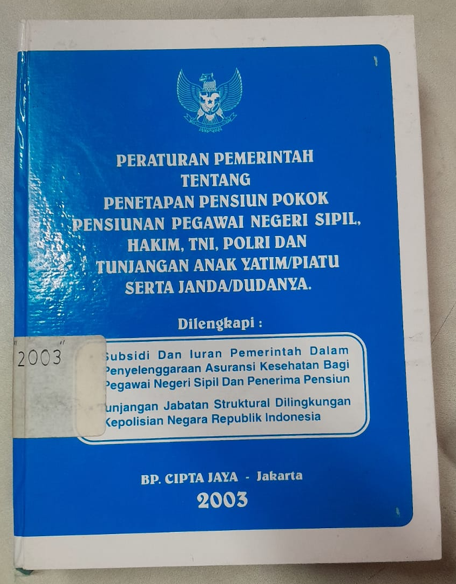 PERATURAN PEMERINTAH
TENTANG
PENETAPAN PENSIUN POKOK
PENSIUNAN PEGAWAI NEGERI SIPIL,
HAKIM, TNI, POLRI DAN
TUNJANGAN ANAK YATIM/PIATU
SERTA JANDA/DUDANYA.
Dilengkapi :
"2003"
Subsidi Dan Iuran Pemerintah Dalam
Penyelenggaraan Asuransi Kesehatan Bagi
Pegawai Negeri Sipil Dan Penerima Pensiun
Tunjangan Jabatan Struktural Dilingkungan
Kepolisian Negara Republik Indonesia
BP. CIPTA JAYA - Jakarta
2003